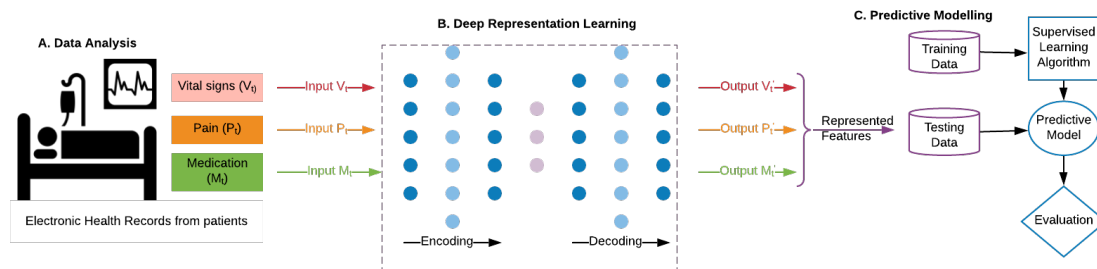 A. Data Analysis
Vital signs (Vt)
Pain (Pt)
Medication
(Mt)
Electronic Health Records from patients
B. Deep Representation Learning
Input Vt
Input Pt
Input Mt
Encoding
Decoding
Output Vt'
Output Pt'
Output Mt'
Represented
Features
C. Predictive Modelling
Training
Data
Supervised
Learning
Algorithm
Testing
Data
Predictive
Model
Evaluation